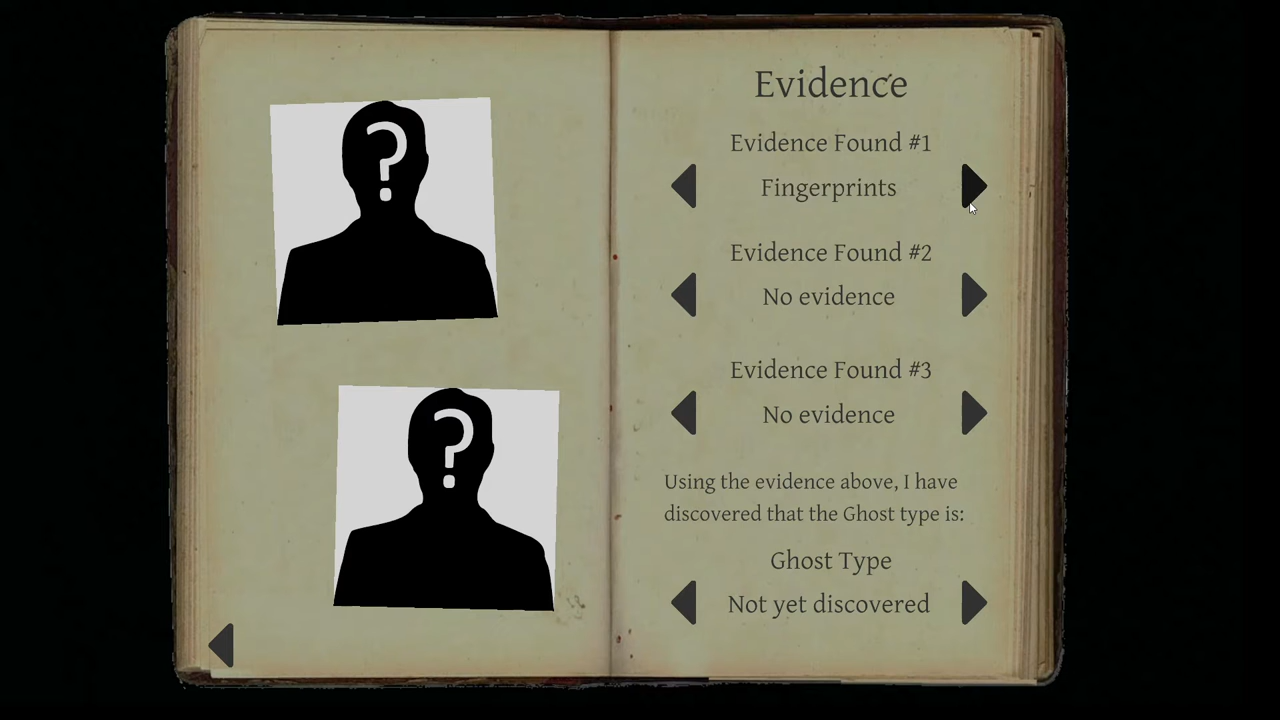 ?
?
Evidence
Evidence Found #1
Fingerprints
Evidence Found #2
No evidence
Evidence Found #3
No evidence
Using the evidence above, I have
discovered that the Ghost type is:
Ghost Type
Not yet discovered